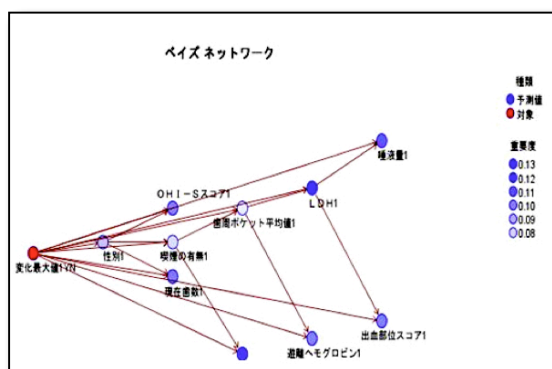 ベイズ ネットワーク
種類
予測値
対象
重要度
0.13
0.12
0.11
0.10
0.09
0.08
唾液量1
OHI-Sスコア1
LDH1
歯周ポケット平均値1
性別1
喫煙の有無1
変化最大値1YN
現在歯数1
出血部位スコア1
遊離ヘモグロビン1